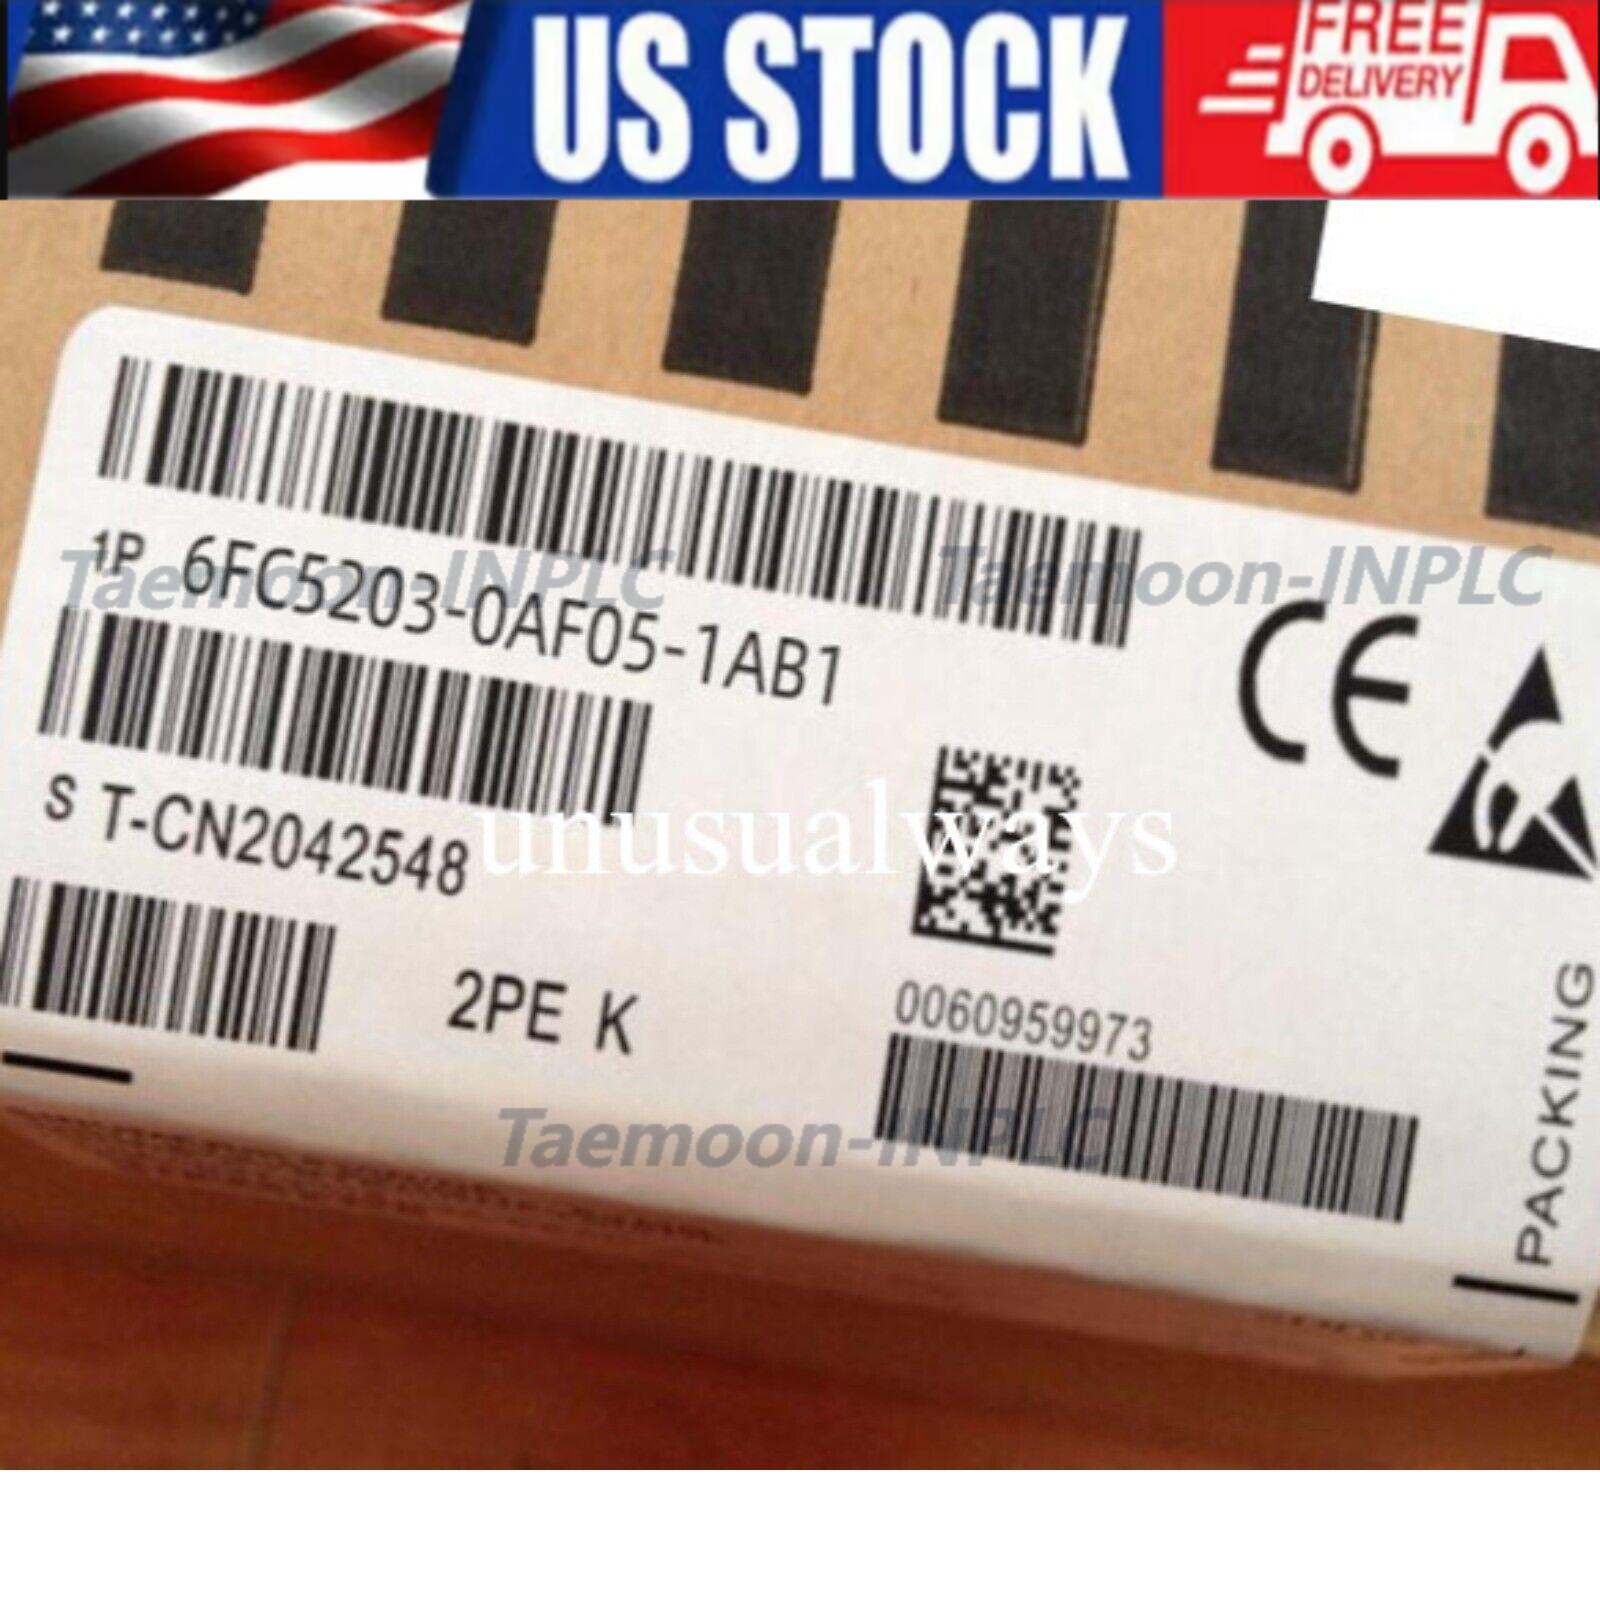 US STOCK
FREE
DELIVERY
1P 6FC5203-0AF05-1AB1
Taemoon-INPLC
Taemoon-INPLC
CE
S T-CN2042548
unusualways
2PE K
0060959973
Taemoon-INPLC
PACKING